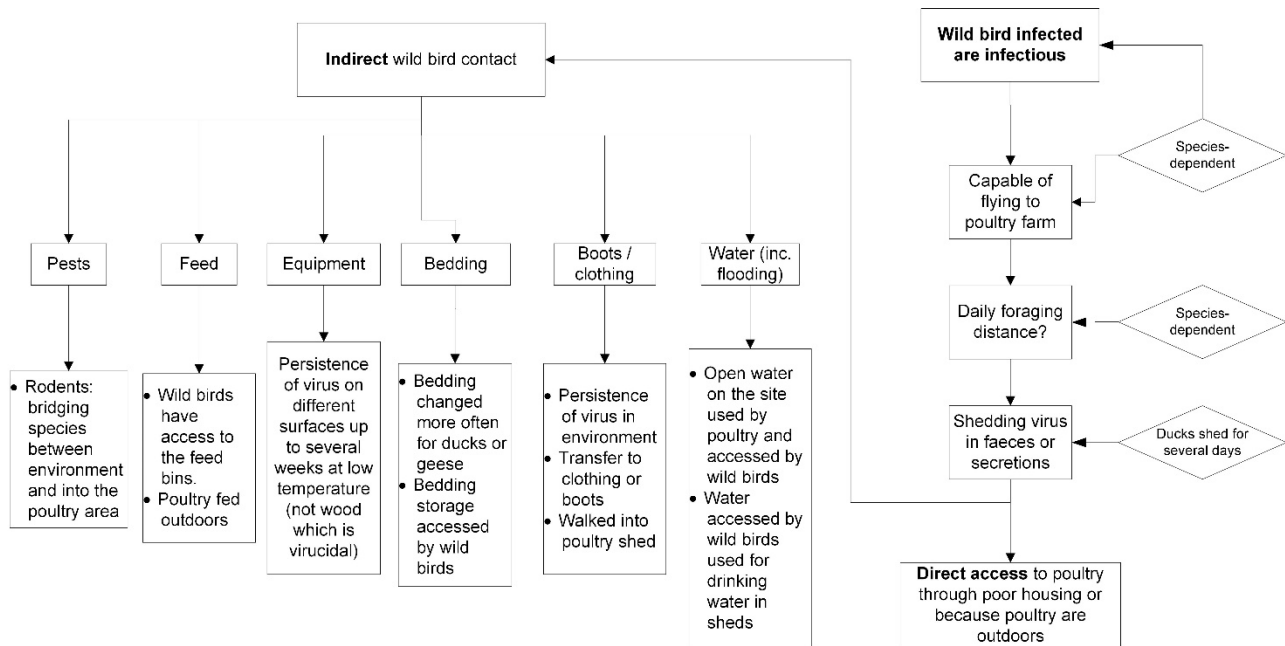 Indirect wild bird contact
Wild bird infected
are infectious
Species-
dependent
Capable of
flying to
poultry farm
Pests
Feed
Equipment
Bedding
Boots /
clothing
Water (inc.
flooding)
Daily foraging
distance?
Species-
dependent
• Rodents:
bridging
species
between
environment
and into the
poultry area
• Wild birds
have
access to
the feed
bins.
• Poultry fed
outdoors
Persistence
of virus on
different
surfaces up
to several
weeks at low
temperature
(not wood
which is
virucidal)
• Bedding
changed
more often
for ducks or
geese
• Bedding
storage
accessed
by wild
birds
• Persistence
of virus in
environment
• Transfer to
clothing or
boots
• Walked into
poultry shed
• Open water
on the site
used by
poultry and
accessed by
wild birds
• Water
accessed by
wild birds
used for
drinking
water in
sheds
Shedding virus
in faeces or
secretions
Ducks shed for
several days
Direct access to poultry
through poor housing or
because poultry are
outdoors